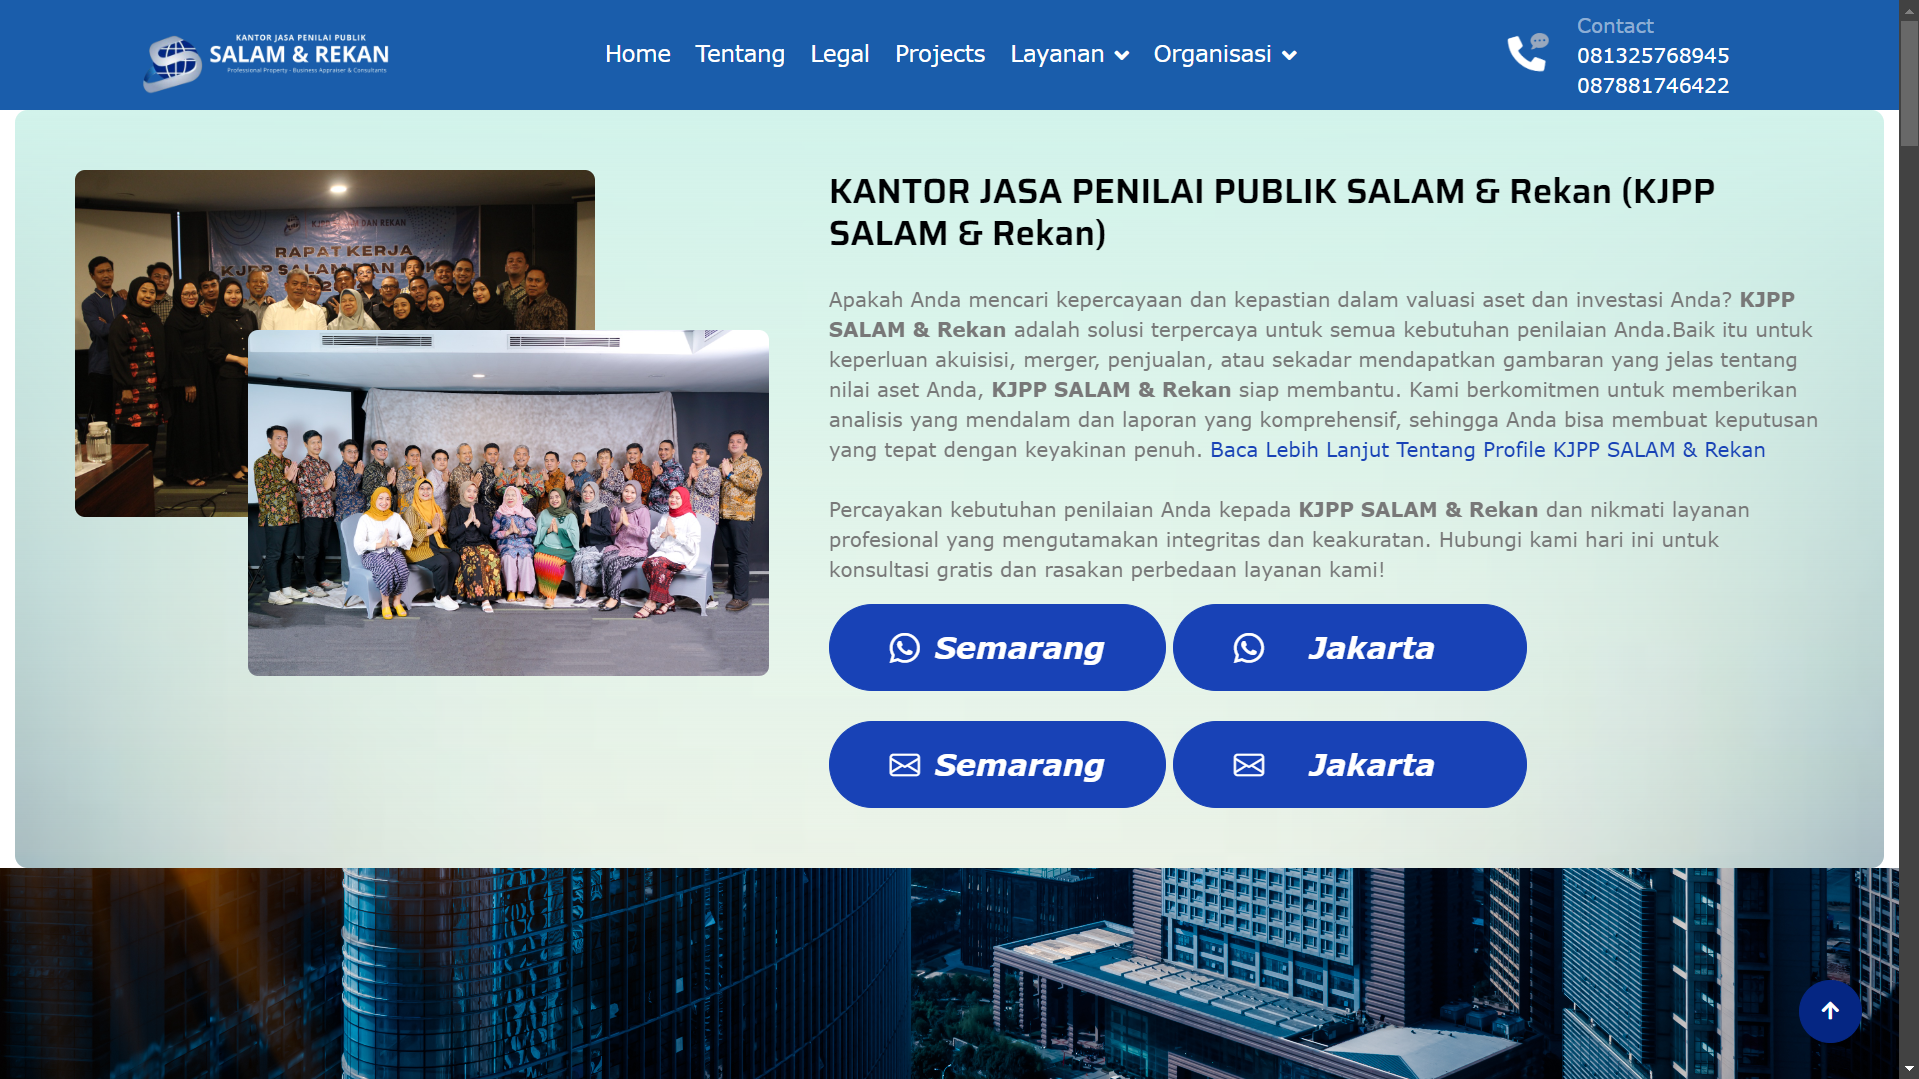 KANTOR JASA PENILAI PUBLIK
SALAM & REKAN
Professional Property - Business Appraiser & Consultants
Home
Tentang
Legal
Projects
Layanan
Organisasi
Contact
081325768945
087881746422
RAPAT KERJA
KANTOR JASA PENILAI PUBLIK SALAM & Rekan (KJPP
SALAM & Rekan)
Apakah Anda mencari kepercayaan dan kepastian dalam valuasi aset dan investasi Anda? KJPP
SALAM & Rekan adalah solusi terpercaya untuk semua kebutuhan penilaian Anda.Baik itu untuk
keperluan akuisisi, merger, penjualan, atau sekadar mendapatkan gambaran yang jelas tentang
nilai aset Anda, KJPP SALAM & Rekan siap membantu. Kami berkomitmen untuk memberikan
analisis yang mendalam dan laporan yang komprehensif, sehingga Anda bisa membuat keputusan
yang tepat dengan keyakinan penuh. Baca Lebih Lanjut Tentang Profile KJPP SALAM & Rekan
Percayakan kebutuhan penilaian Anda kepada KJPP SALAM & Rekan dan nikmati layanan
profesional yang mengutamakan integritas dan keakuratan. Hubungi kami hari ini untuk
konsultasi gratis dan rasakan perbedaan layanan kami!
Semarang
Jakarta
Semarang
Jakarta